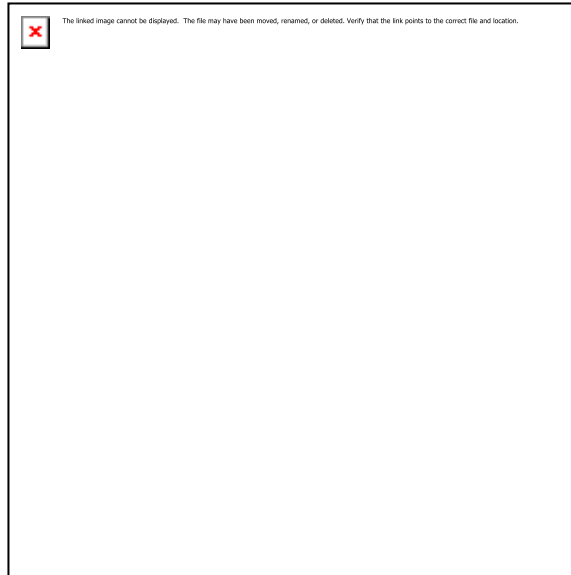 The linked image cannot be displayed.  The file may have been moved, renamed, or deleted. Verify that the link points to the correct file and location.